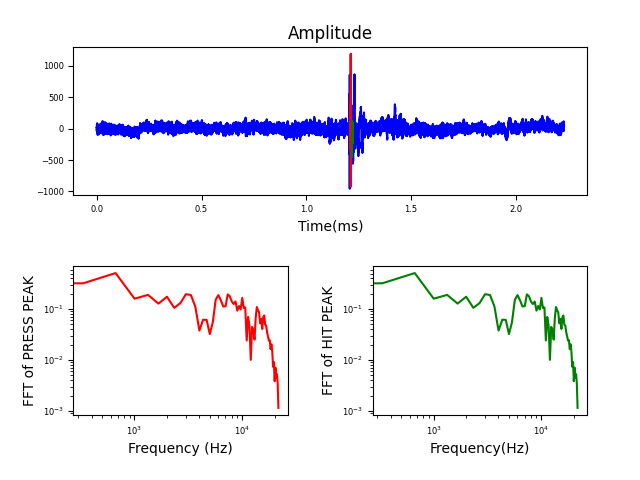 Amplitude
1000
500
0
−500
−1000
0.0 0.5 1.0 1.5 2.0
Time(ms)
FFT of PRESS PEAK
10⁻¹
10⁻²
10⁻³
10³ 10⁴
Frequency (Hz)
FFT of HIT PEAK
10⁻¹
10⁻²
10⁻³
10³ 10⁴
Frequency(Hz)